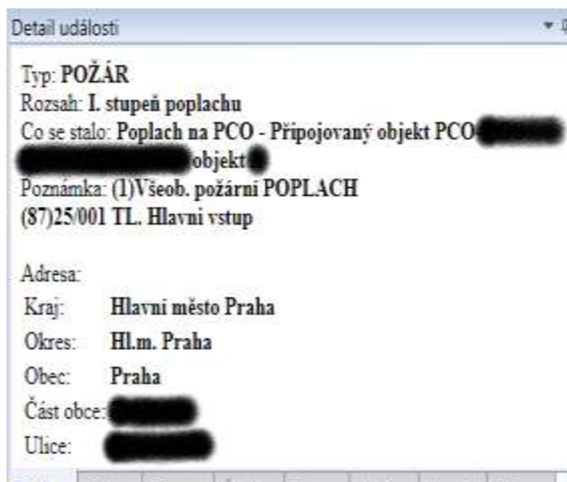 Detail události
Typ: POŽÁR
Rozsah: I. stupeň poplachu
Co se stalo: Poplach na PCO - Připojovaný objekt PCO
objekt
Poznámka: (1)Všeob. požární POPLACH
(87)25/001 TL. Hlavní vstup
Adresa:
Kraj: Hlavní město Praha
Okres: Hl.m. Praha
Obec: Praha
Část obce:
Ulice: